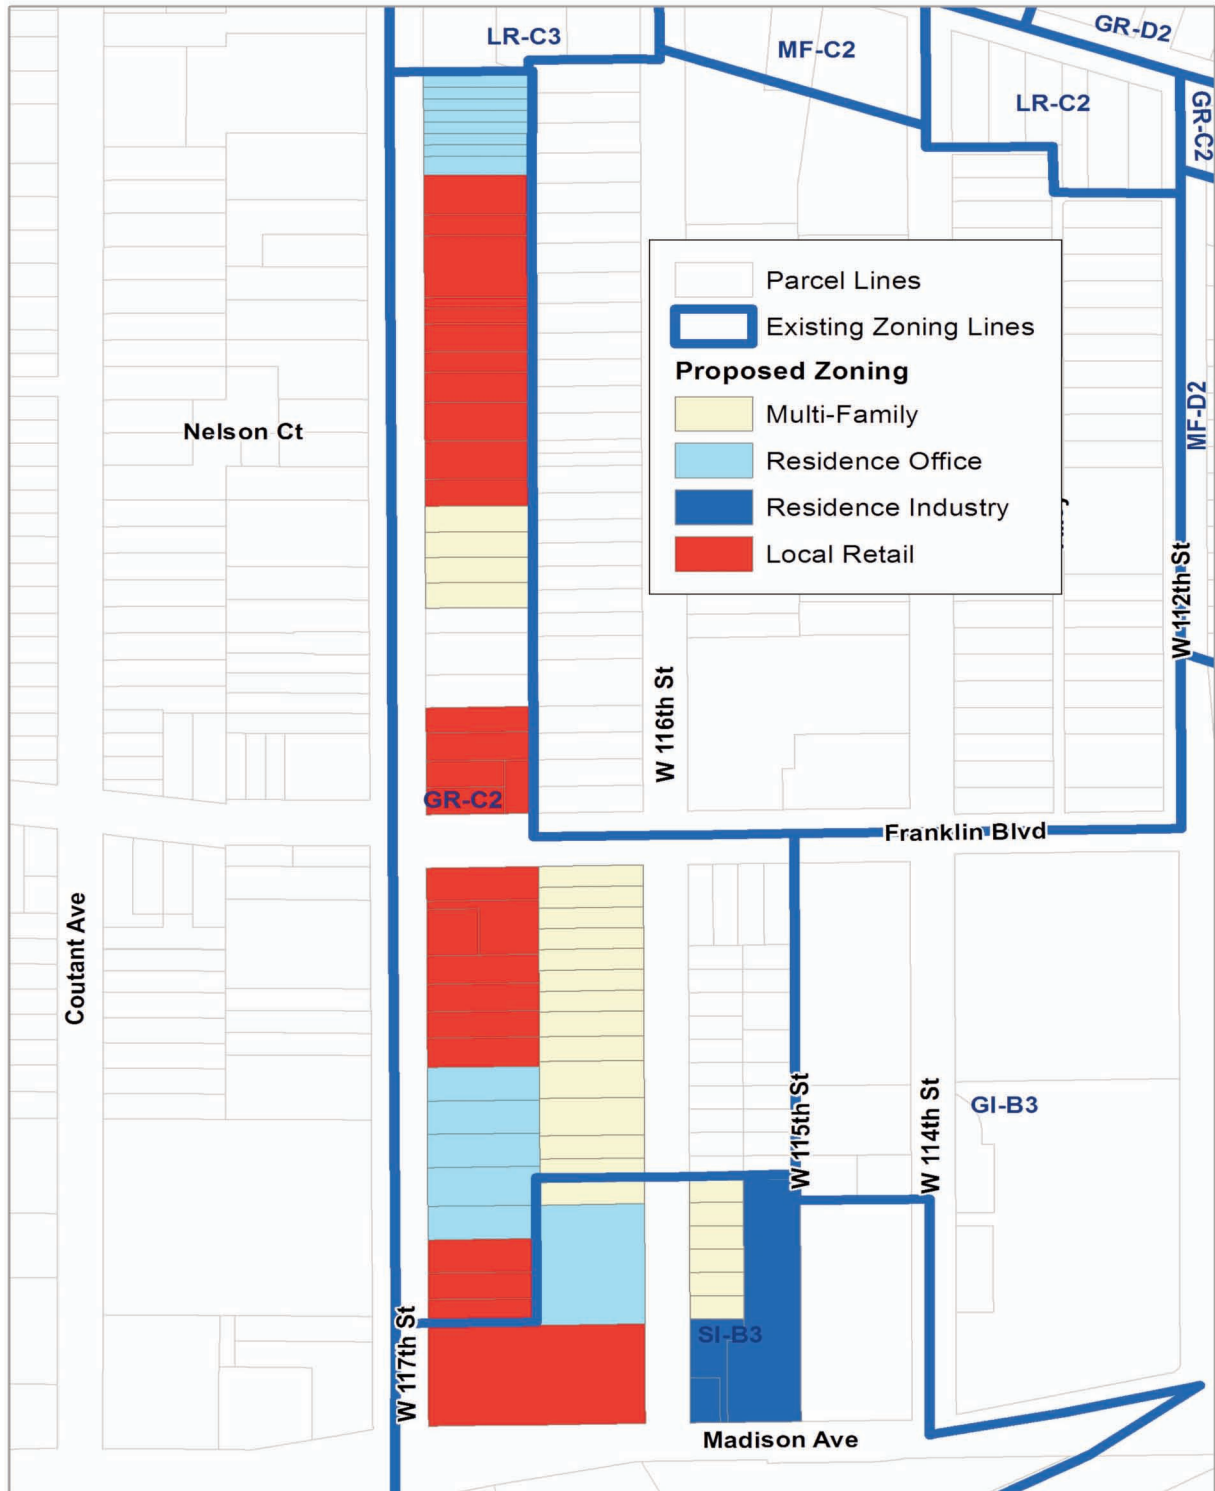 LR-C3
MF-C2
GR-D2
LR-C2
GR-C2
Parcel Lines
Existing Zoning Lines
Proposed Zoning
Multi-Family
Residence Office
Residence Industry
Local Retail
Nelson Ct
MF-D2
W 112th St
W 116th St
GR-C2
Franklin Blvd
Coutant Ave
W 115th St
W 114th St
GI-B3
W 117th St
SI-B3
Madison Ave